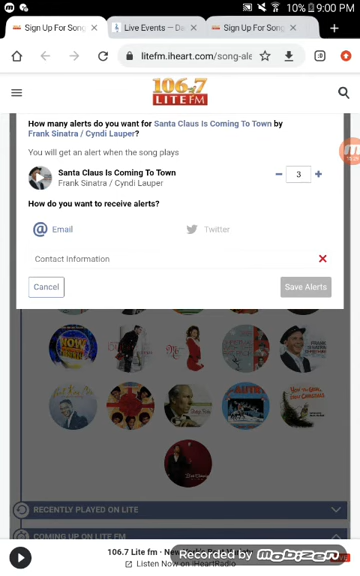 10% 9:00 PM
Sign Up For Song
Live Events – Da
Sign Up For Song
litefm.iheart.com/song-ale
106.7
LITE FM
How many alerts do you want for Santa Claus Is Coming To Town by
Frank Sinatra / Cyndi Lauper?
You will get an alert when the song plays
Santa Claus Is Coming To Town
Frank Sinatra / Cyndi Lauper
3
How do you want to receive alerts?
Email
Twitter
Contact Information
Cancel
Save Alerts
RECENTLY PLAYED ON LITE
COMING UP ON LITE FM
106.7 Lite fm - New
Listen Now on iHeartRadio
Recorded by mobizen